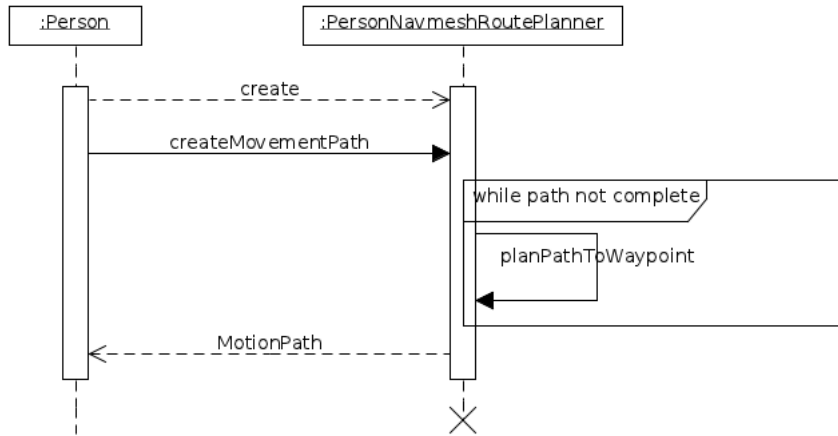 :Person
:PersonNavmeshRoutePlanner
create
createMovementPath
while path not complete
planPathToWaypoint
MotionPath